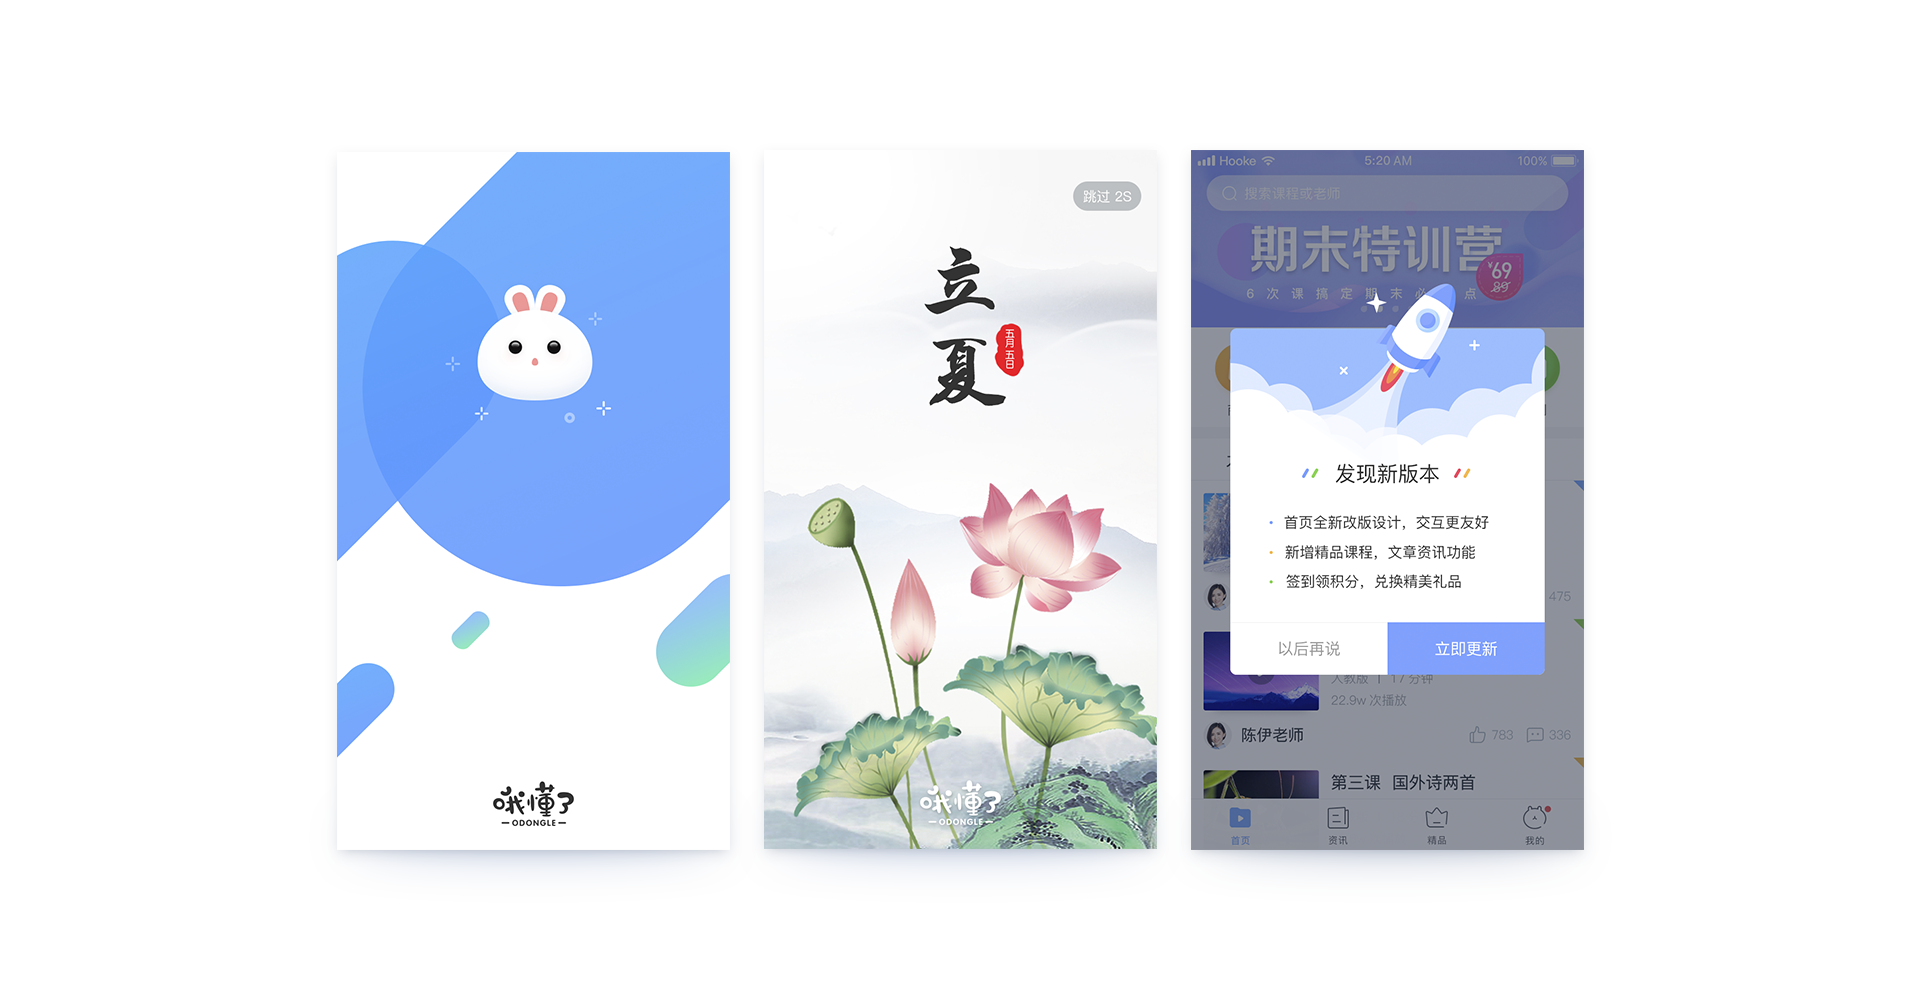 哦懂了
ODONGLE
跳过 2S
立
夏
五月五日
哦懂了
ODONGLE
Hooke
5:20 AM
100%
搜索课程或老师
期末特训营
¥69
89
6 次 课 搞 定 期 末 必
点
发现新版本
首页全新改版设计，交互更友好
新增精品课程，文章资讯功能
签到领积分，兑换精美礼品
475
以后再说
立即更新
人教版 | 17 分钟
22.9w 次播放
陈伊老师
783
336
第三课 国外诗两首
首页
资讯
精品
我的